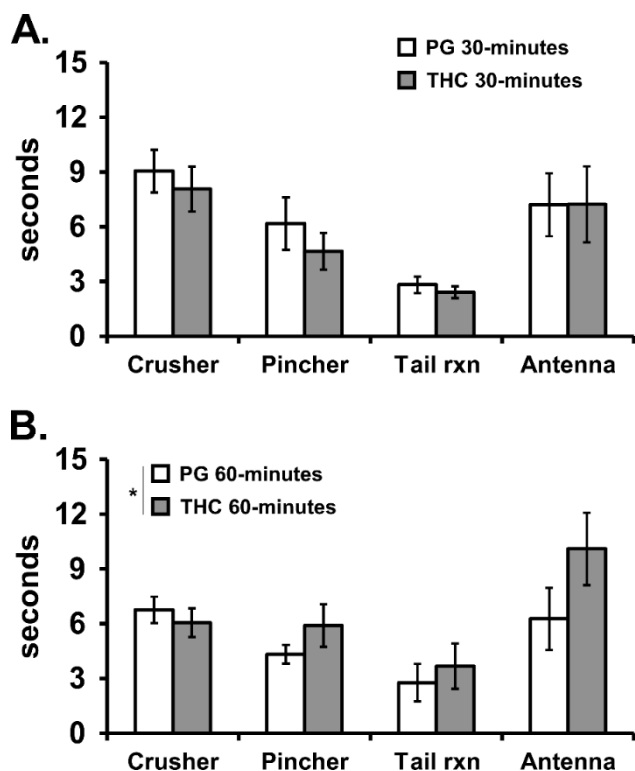 A.
PG 30-minutes
THC 30-minutes
15
12
9
6
3
0
seconds
Crusher Pincher Tail rxn Antenna
B.
PG 60-minutes
* THC 60-minutes
15
12
9
6
3
0
seconds
Crusher Pincher Tail rxn Antenna